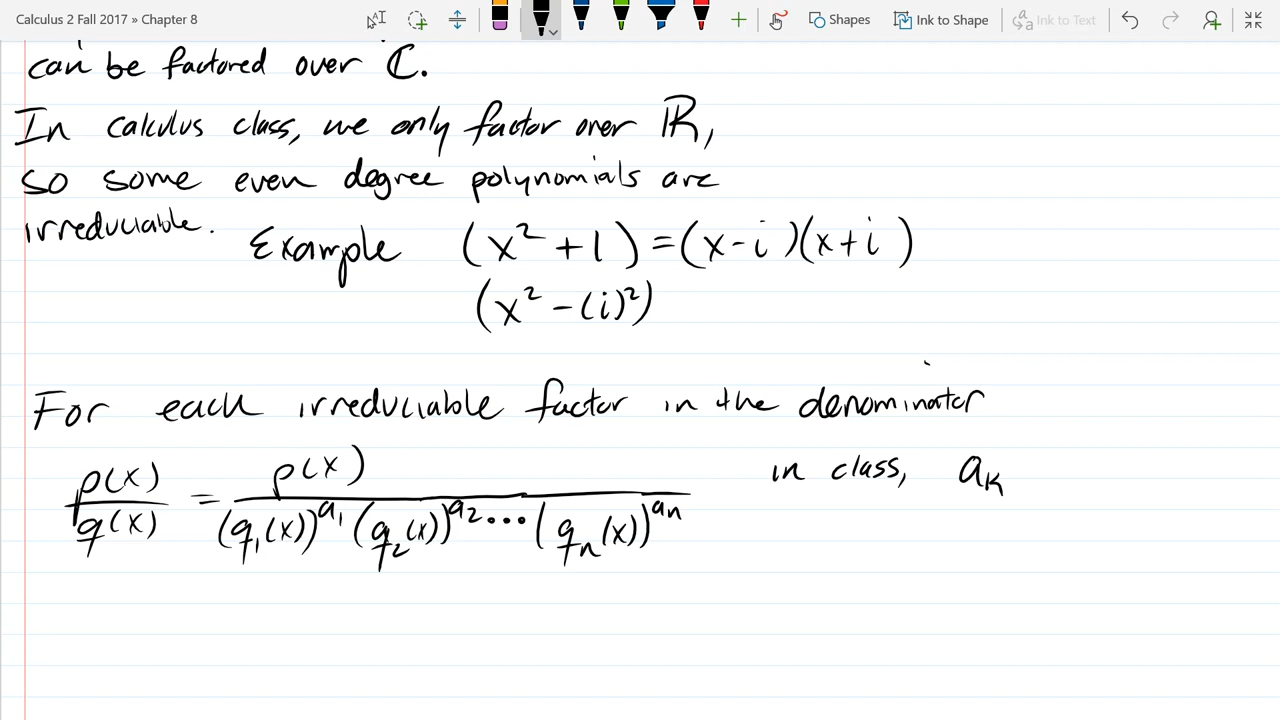 Calculus 2 Fall 2017 » Chapter 8
Shapes Ink to Shape Ink to Text
can be factored over ℂ.
In calculus class, we only factor over ℝ,
so some even degree polynomials are
irreduciable.
Example (x² + 1) = (x - i)(x + i)
(x² - (i)²)
For each irreduciable factor in the denominator
p(x)/q(x) = p(x)/((q₁(x))^a₁ (q₂(x))^a₂ ... (qₙ(x))^aₙ) in class, aₖ